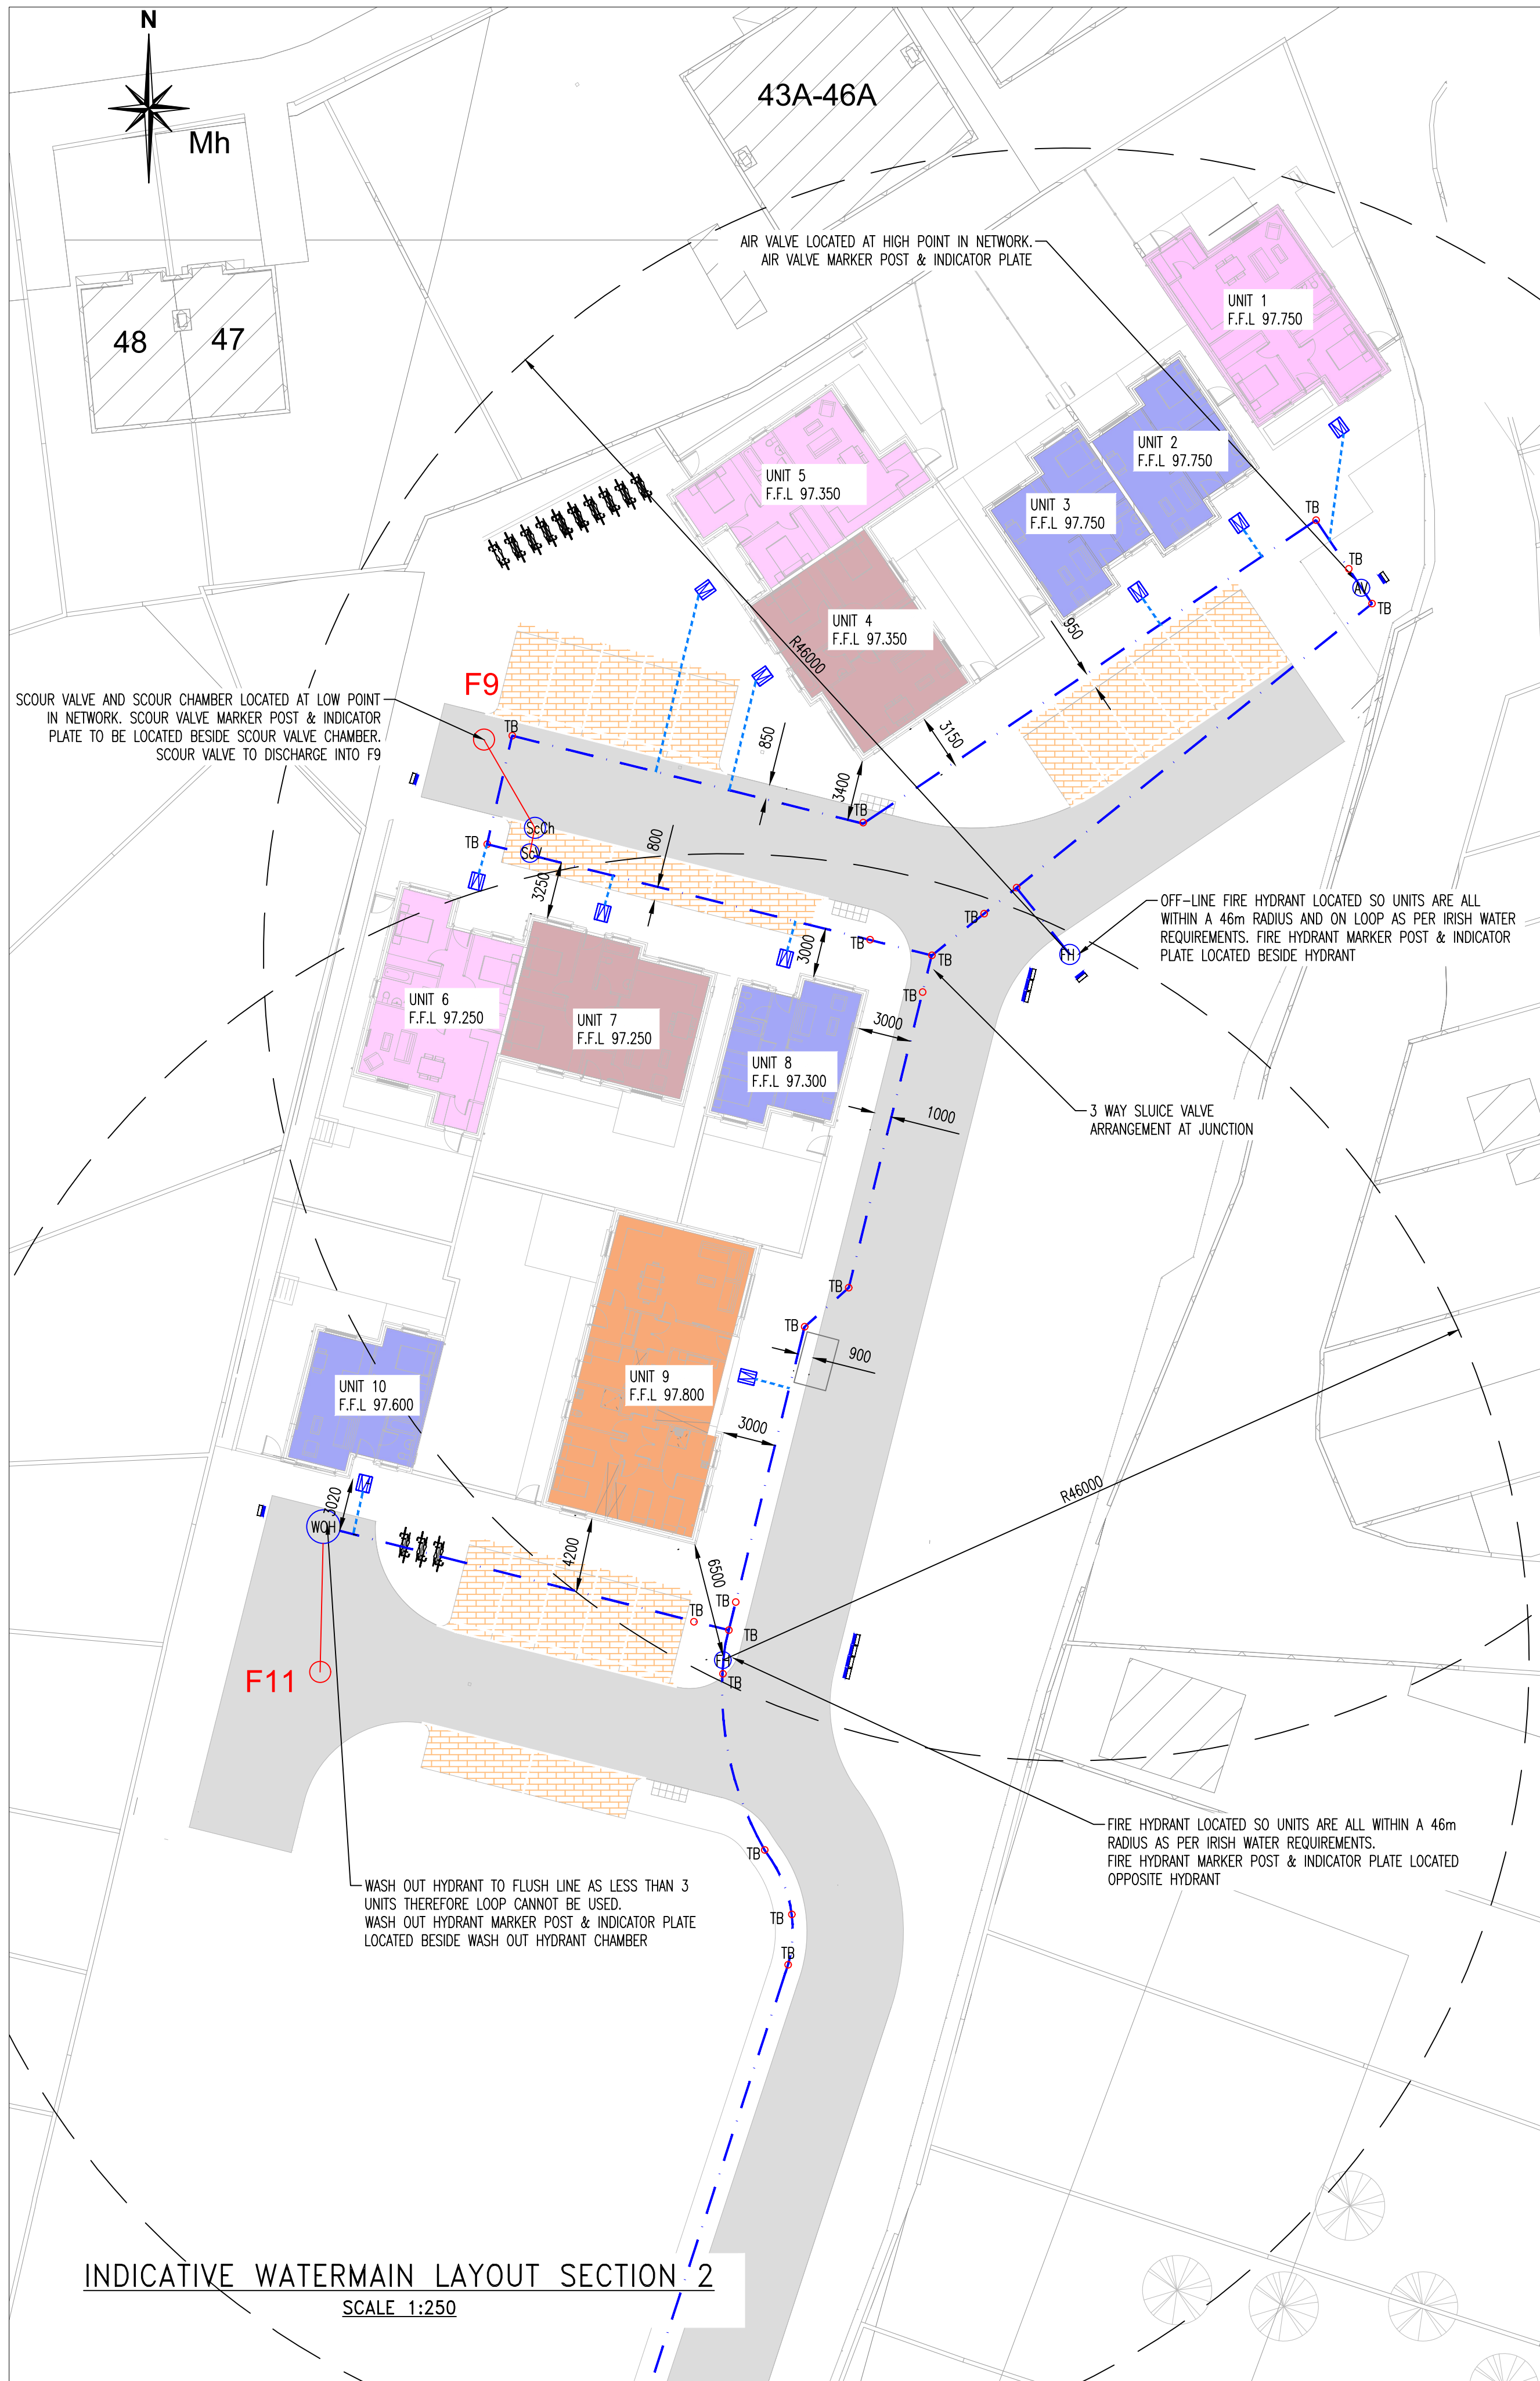 N
Mh
43A-46A
48
47
AIR VALVE LOCATED AT HIGH POINT IN NETWORK.
AIR VALVE MARKER POST & INDICATOR PLATE
UNIT 1
F.F.L 97.750
UNIT 2
F.F.L 97.750
UNIT 3
F.F.L 97.750
UNIT 5
F.F.L 97.350
UNIT 4
F.F.L 97.350
R46000
950
3150
TB
TB
AV
TB
SCOUR VALVE AND SCOUR CHAMBER LOCATED AT LOW POINT
IN NETWORK. SCOUR VALVE MARKER POST & INDICATOR
PLATE TO BE LOCATED BESIDE SCOUR VALVE CHAMBER.
SCOUR VALVE TO DISCHARGE INTO F9
F9
TB
850
3400
TB
ScCh
ScV
TB
800
3250
3000
TB
TB
TB
TB
FH
OFF-LINE FIRE HYDRANT LOCATED SO UNITS ARE ALL
WITHIN A 46m RADIUS AND ON LOOP AS PER IRISH WATER
REQUIREMENTS. FIRE HYDRANT MARKER POST & INDICATOR
PLATE LOCATED BESIDE HYDRANT
UNIT 6
F.F.L 97.250
UNIT 7
F.F.L 97.250
UNIT 8
F.F.L 97.300
3000
1000
3 WAY SLUICE VALVE
ARRANGEMENT AT JUNCTION
TB
TB
900
UNIT 10
F.F.L 97.600
UNIT 9
F.F.L 97.800
3000
R46000
3020
WOH
4200
6500
TB
TB
TB
FH
TB
F11
FIRE HYDRANT LOCATED SO UNITS ARE ALL WITHIN A 46m
RADIUS AS PER IRISH WATER REQUIREMENTS.
FIRE HYDRANT MARKER POST & INDICATOR PLATE LOCATED
OPPOSITE HYDRANT
TB
WASH OUT HYDRANT TO FLUSH LINE AS LESS THAN 3
UNITS THEREFORE LOOP CANNOT BE USED.
WASH OUT HYDRANT MARKER POST & INDICATOR PLATE
LOCATED BESIDE WASH OUT HYDRANT CHAMBER
TB
TB
INDICATIVE WATERMAIN LAYOUT SECTION 2
SCALE 1:250